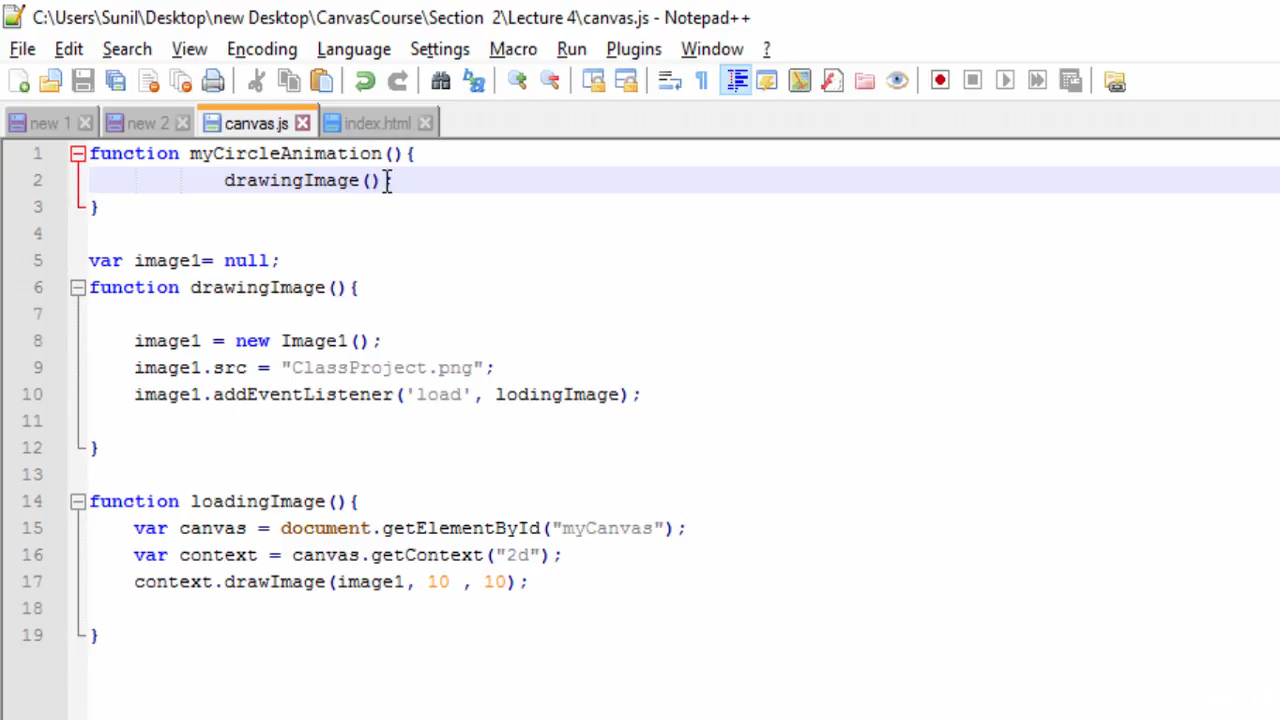 C:\Users\Sunil\Desktop\new Desktop\CanvasCourse\Section 2\Lecture 4\canvas.js - Notepad++
File Edit Search View Encoding Language Settings Macro Run Plugins Window ?
new 1 new 2 canvas.js index.html
1 function myCircleAnimation(){
2 drawingImage();
3 }
4
5 var image1= null;
6 function drawingImage(){
7
8 image1 = new Image1();
9 image1.src = "ClassProject.png";
10 image1.addEventListener('load', lodingImage);
11
12 }
13
14 function loadingImage(){
15 var canvas = document.getElementById("myCanvas");
16 var context = canvas.getContext("2d");
17 context.drawImage(image1, 10 , 10);
18
19 }